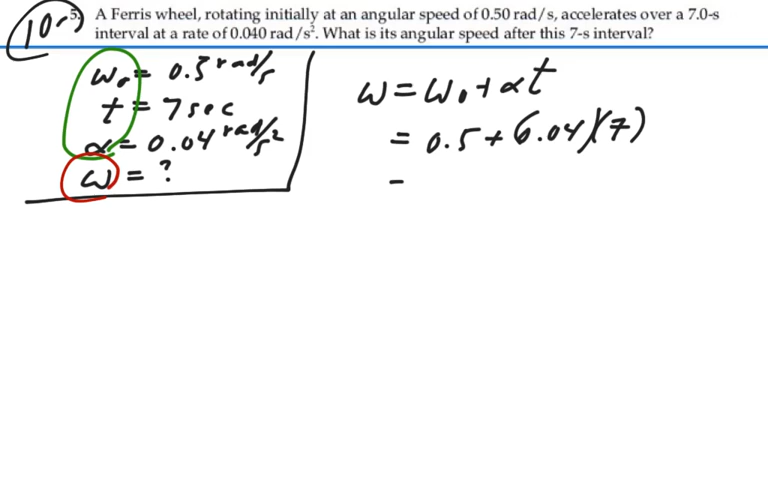 10-5) A Ferris wheel, rotating initially at an angular speed of 0.50 rad/s, accelerates over a 7.0-s
interval at a rate of 0.040 rad/s². What is its angular speed after this 7-s interval?
ω₀ = 0.5 rad/s
t = 7 sec
α = 0.04 rad/s²
ω = ?
ω = ω₀ + αt
= 0.5 + (0.04)(7)
=